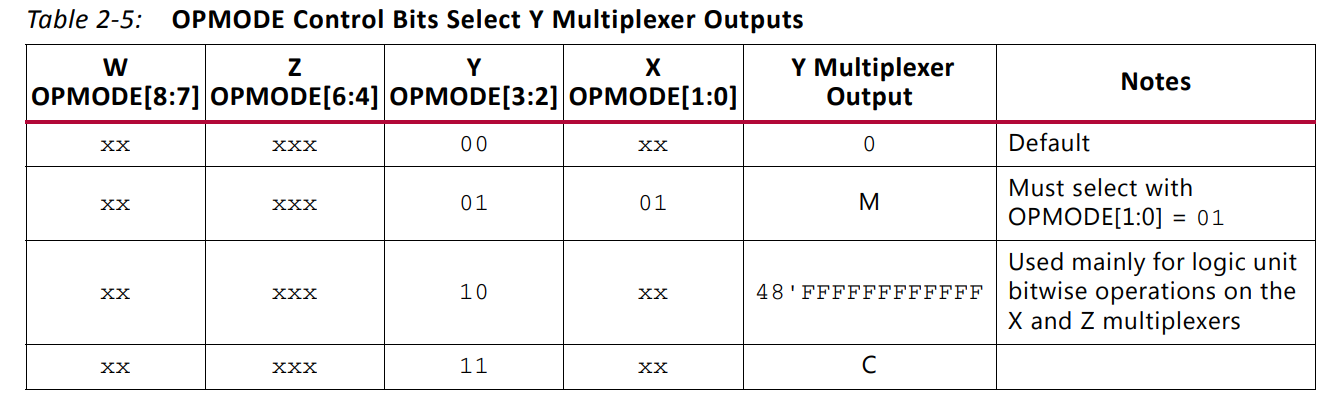 Table 2-5: OPMODE Control Bits Select Y Multiplexer Outputs
W OPMODE[8:7] Z OPMODE[6:4] Y OPMODE[3:2] X OPMODE[1:0] Y Multiplexer Output Notes
xx xxx 00 xx 0 Default
xx xxx 01 01 M Must select with
OPMODE[1:0] = 01
xx xxx 10 xx 48'FFFFFFFFFFFF Used mainly for logic unit
bitwise operations on the
X and Z multiplexers
xx xxx 11 xx C